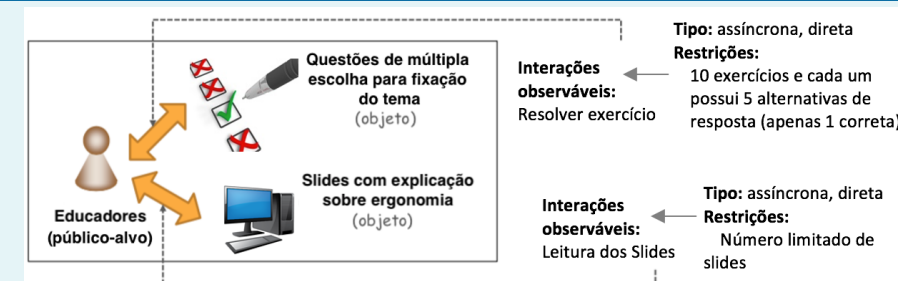 Questões de múltipla
escolha para fixação
do tema
(objeto)
Slides com explicação
sobre ergonomia
(objeto)
Educadores
(público-alvo)
Interações
observáveis:
Resolver exercício
Tipo: assíncrona, direta
Restrições:
10 exercícios e cada um
possui 5 alternativas de
resposta (apenas 1 correta)
Interações
observáveis:
Leitura dos Slides
Tipo: assíncrona, direta
Restrições:
Número limitado de
slides